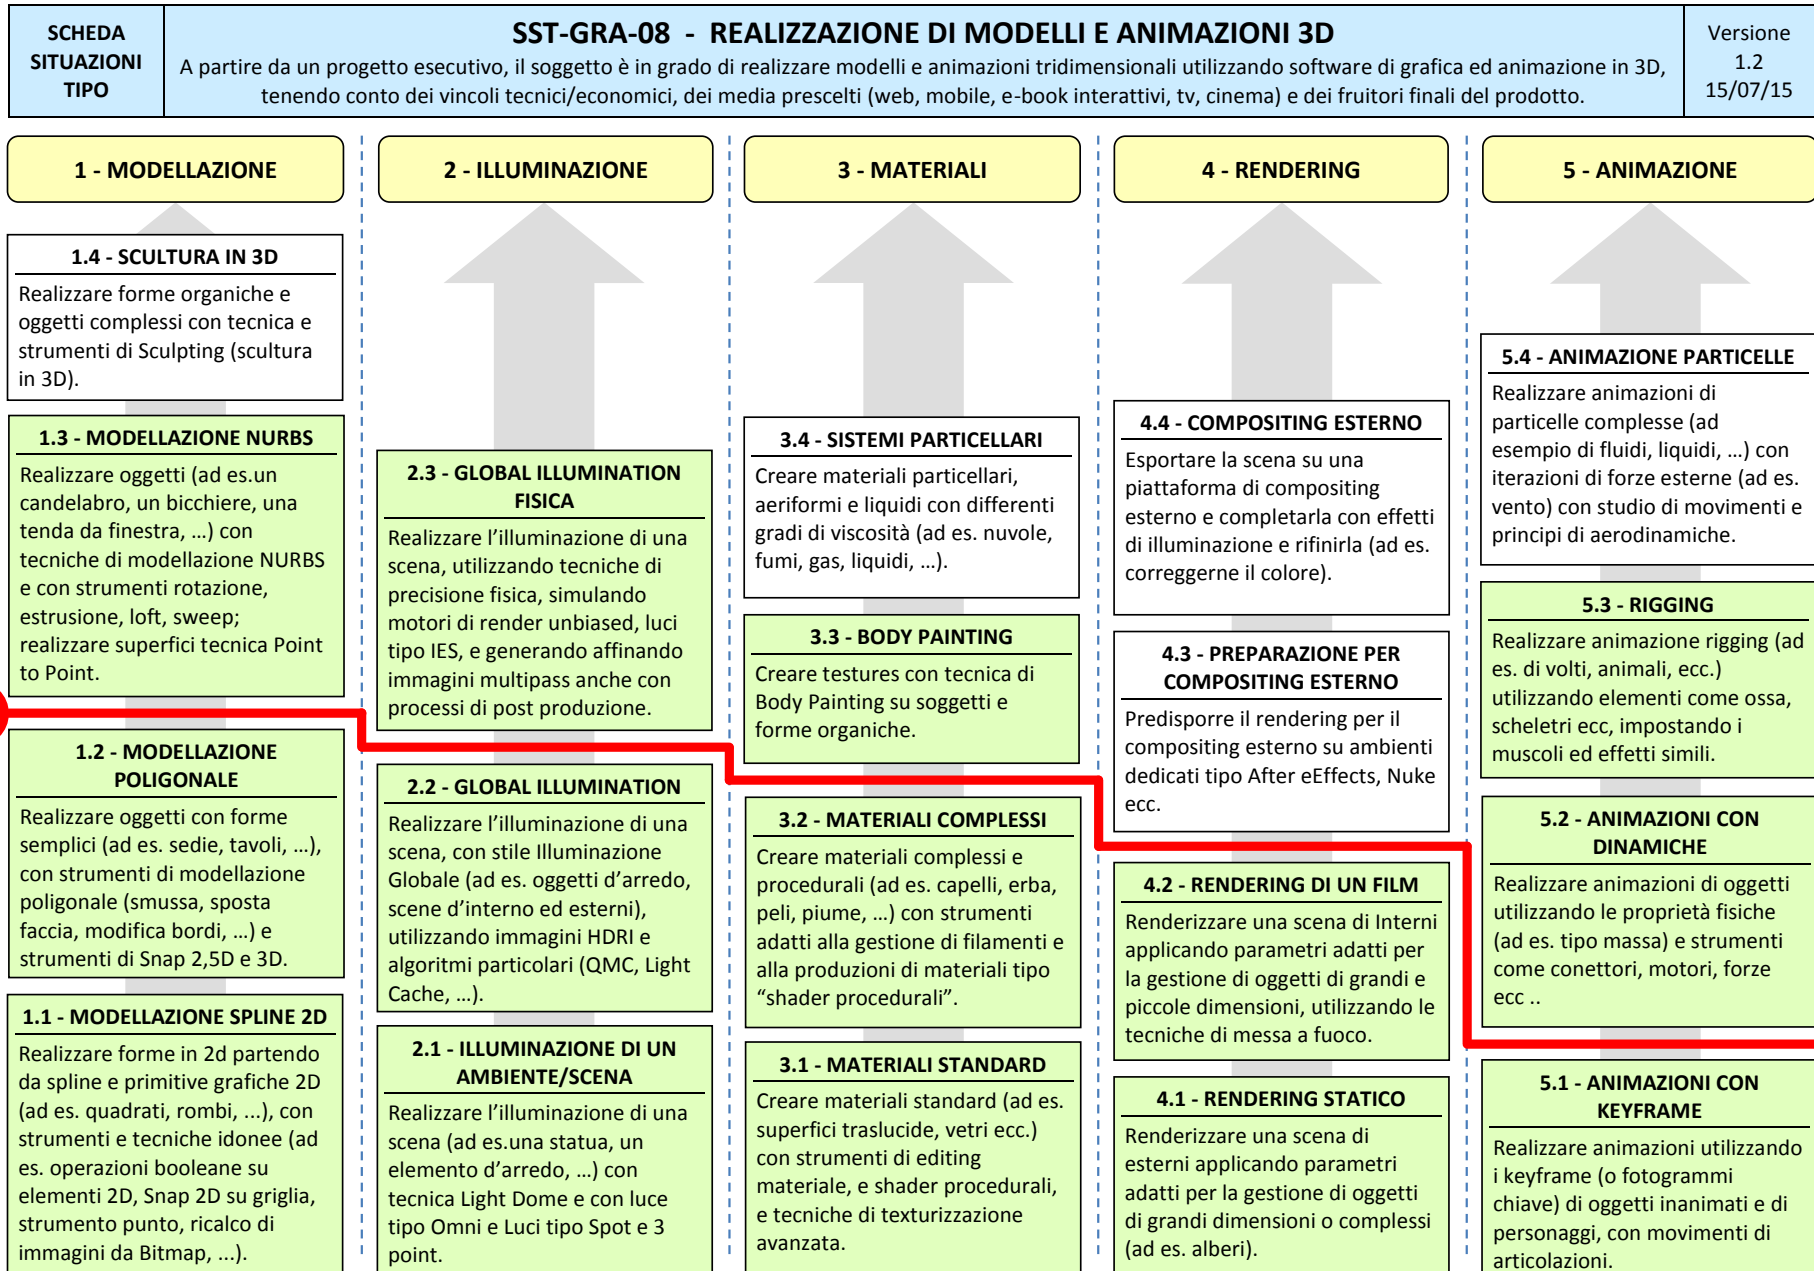 SCHEDA
SITUAZIONI
TIPO
SST-GRA-08 - REALIZZAZIONE DI MODELLI E ANIMAZIONI 3D
A partire da un progetto esecutivo, il soggetto è in grado di realizzare modelli e animazioni tridimensionali utilizzando software di grafica ed animazione in 3D,
tenendo conto dei vincoli tecnici/economici, dei media prescelti (web, mobile, e-book interattivi, tv, cinema) e dei fruitori finali del prodotto.
Versione
1.2
15/07/15
1 - MODELLAZIONE
1.4 - SCULTURA IN 3D
Realizzare forme organiche e
oggetti complessi con tecnica e
strumenti di Sculpting (scultura
in 3D).
1.3 - MODELLAZIONE NURBS
Realizzare oggetti (ad es.un
candelabro, un bicchiere, una
tenda da finestra, ...) con
tecniche di modellazione NURBS
e con strumenti rotazione,
estrusione, loft, sweep;
realizzare superfici tecnica Point
to Point.
1.2 - MODELLAZIONE
POLIGONALE
Realizzare oggetti con forme
semplici (ad es. sedie, tavoli, ...),
con strumenti di modellazione
poligonale (smussa, sposta
faccia, modifica bordi, ...) e
strumenti di Snap 2,5D e 3D.
1.1 - MODELLAZIONE SPLINE 2D
Realizzare forme in 2d partendo
da spline e primitive grafiche 2D
(ad es. quadrati, rombi, ...), con
strumenti e tecniche idonee (ad
es. operazioni booleane su
elementi 2D, Snap 2D su griglia,
strumento punto, ricalco di
immagini da Bitmap, ...).
2 - ILLUMINAZIONE
2.3 - GLOBAL ILLUMINATION
FISICA
Realizzare l’illuminazione di una
scena, utilizzando tecniche di
precisione fisica, simulando
motori di render unbiased, luci
tipo IES, e generando affinando
immagini multipass anche con
processi di post produzione.
2.2 - GLOBAL ILLUMINATION
Realizzare l’illuminazione di una
scena, con stile Illuminazione
Globale (ad es. oggetti d’arredo,
scene d’interno ed esterni),
utilizzando immagini HDRI e
algoritmi particolari (QMC, Light
Cache, ...).
2.1 - ILLUMINAZIONE DI UN
AMBIENTE/SCENA
Realizzare l’illuminazione di una
scena (ad es.una statua, un
elemento d’arredo, ...) con
tecnica Light Dome e con luce
tipo Omni e Luci tipo Spot e 3
point.
3 - MATERIALI
3.4 - SISTEMI PARTICELLARI
Creare materiali particellari,
aeriformi e liquidi con differenti
gradi di viscosità (ad es. nuvole,
fumi, gas, liquidi, ...).
3.3 - BODY PAINTING
Creare testures con tecnica di
Body Painting su soggetti e
forme organiche.
3.2 - MATERIALI COMPLESSI
Creare materiali complessi e
procedurali (ad es. capelli, erba,
peli, piume, ...) con strumenti
adatti alla gestione di filamenti e
alla produzioni di materiali tipo
“shader procedurali”.
3.1 - MATERIALI STANDARD
Creare materiali standard (ad es.
superfici traslucide, vetri ecc.)
con strumenti di editing
materiale, e shader procedurali,
e tecniche di texturizzazione
avanzata.
4 - RENDERING
4.4 - COMPOSITING ESTERNO
Esportare la scena su una
piattaforma di compositing
esterno e completarla con effetti
di illuminazione e rifinirla (ad es.
correggerne il colore).
4.3 - PREPARAZIONE PER
COMPOSITING ESTERNO
Predisporre il rendering per il
compositing esterno su ambienti
dedicati tipo After eEffects, Nuke
ecc.
4.2 - RENDERING DI UN FILM
Renderizzare una scena di Interni
applicando parametri adatti per
la gestione di oggetti di grandi e
piccole dimensioni, utilizzando le
tecniche di messa a fuoco.
4.1 - RENDERING STATICO
Renderizzare una scena di
esterni applicando parametri
adatti per la gestione di oggetti
di grandi dimensioni o complessi
(ad es. alberi).
5 - ANIMAZIONE
5.4 - ANIMAZIONE PARTICELLE
Realizzare animazioni di
particelle complesse (ad
esempio di fluidi, liquidi, ...) con
iterazioni di forze esterne (ad es.
vento) con studio di movimenti e
principi di aerodinamiche.
5.3 - RIGGING
Realizzare animazione rigging (ad
es. di volti, animali, ecc.)
utilizzando elementi come ossa,
scheletri ecc, impostando i
muscoli ed effetti simili.
5.2 - ANIMAZIONI CON
DINAMICHE
Realizzare animazioni di oggetti
utilizzando le proprietà fisiche
(ad es. tipo massa) e strumenti
come conettori, motori, forze
ecc ..
5.1 - ANIMAZIONI CON
KEYFRAME
Realizzare animazioni utilizzando
i keyframe (o fotogrammi
chiave) di oggetti inanimati e di
personaggi, con movimenti di
articolazioni.